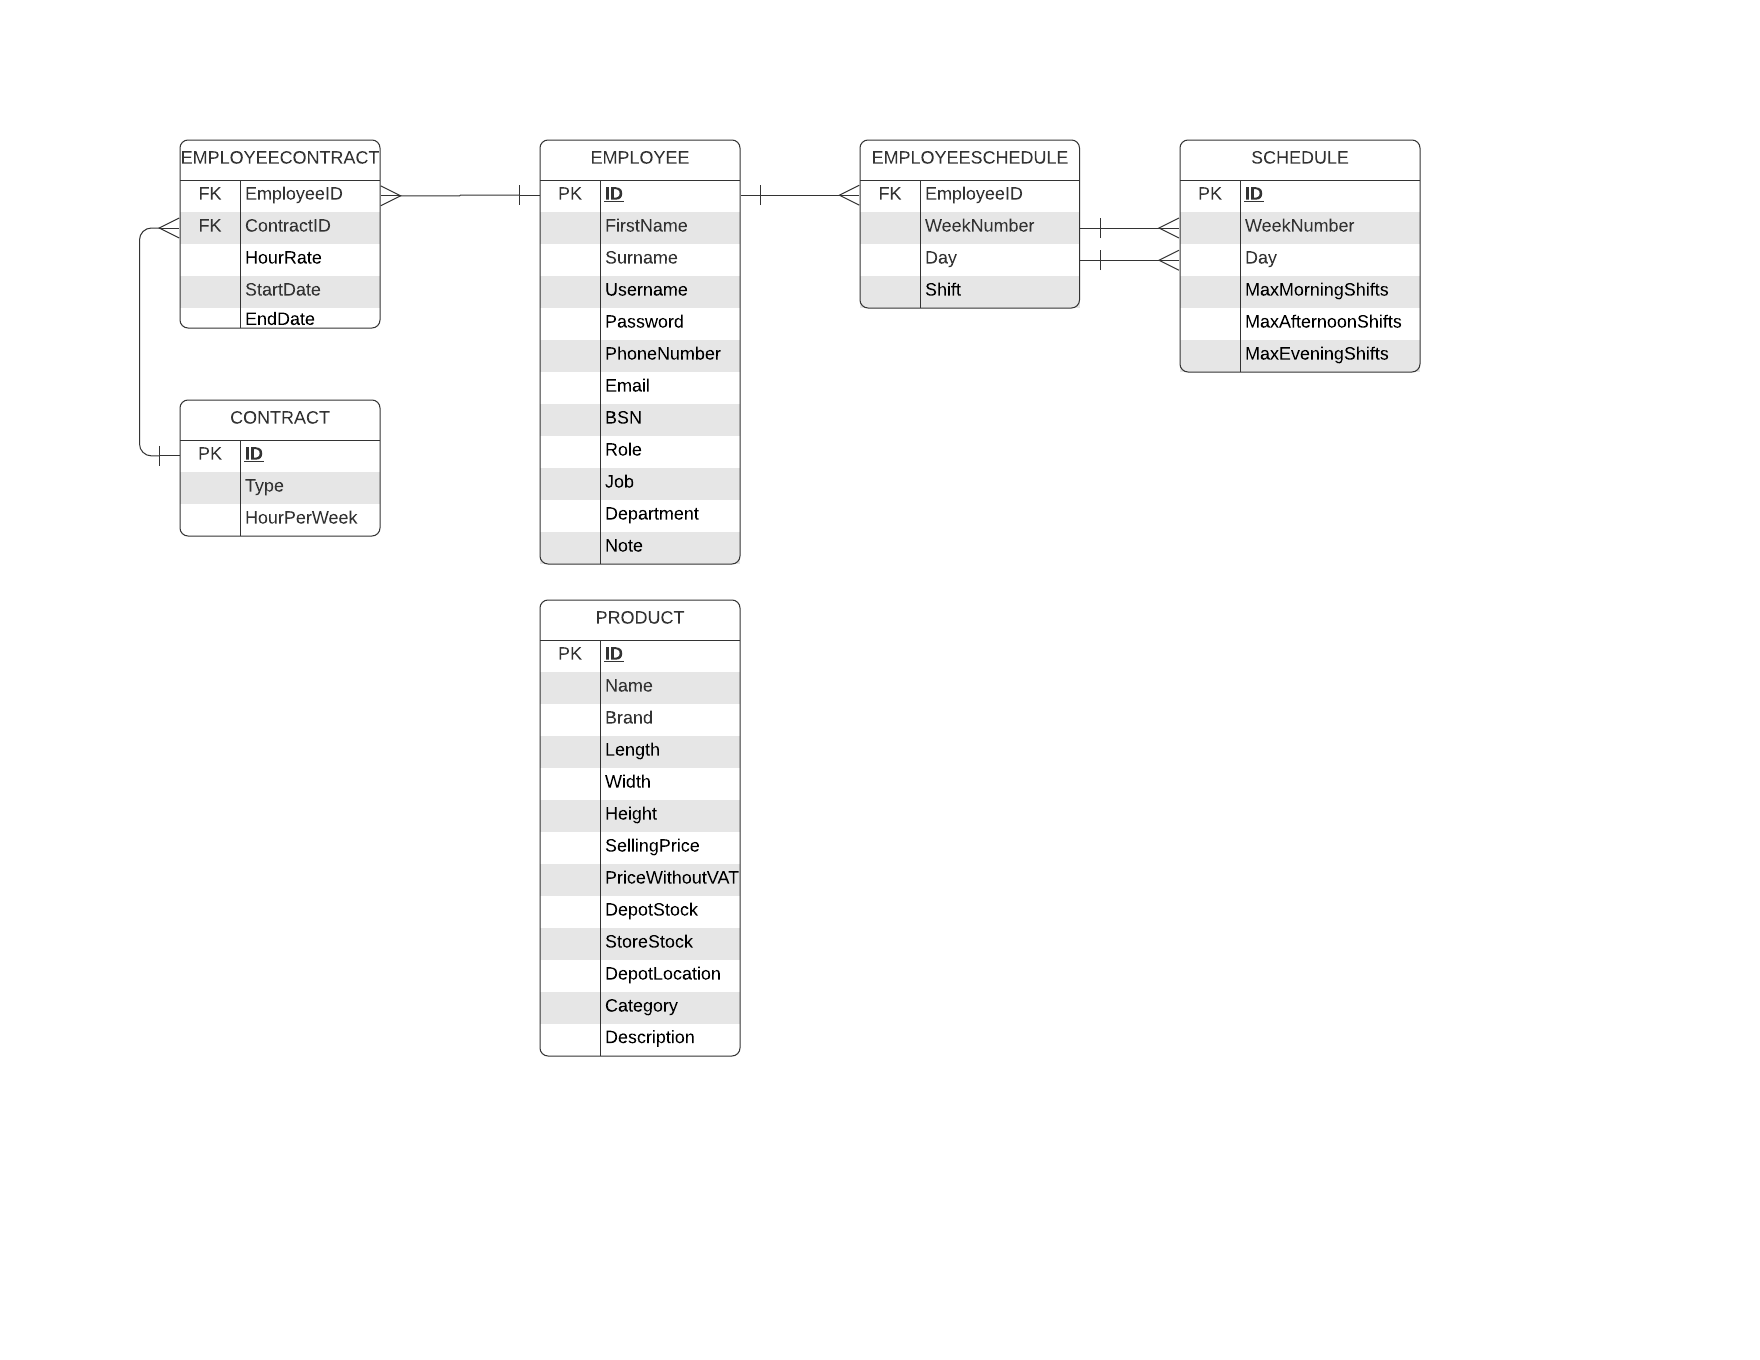 EMPLOYEECONTRACT
FK EmployeeID
FK ContractID
HourRate
StartDate
EndDate
CONTRACT
PK ID
Type
HourPerWeek
EMPLOYEE
PK ID
FirstName
Surname
Username
Password
PhoneNumber
Email
BSN
Role
Job
Department
Note
PRODUCT
PK ID
Name
Brand
Length
Width
Height
SellingPrice
PriceWithoutVAT
DepotStock
StoreStock
DepotLocation
Category
Description
EMPLOYEESCHEDULE
FK EmployeeID
WeekNumber
Day
Shift
SCHEDULE
PK ID
WeekNumber
Day
MaxMorningShifts
MaxAfternoonShifts
MaxEveningShifts